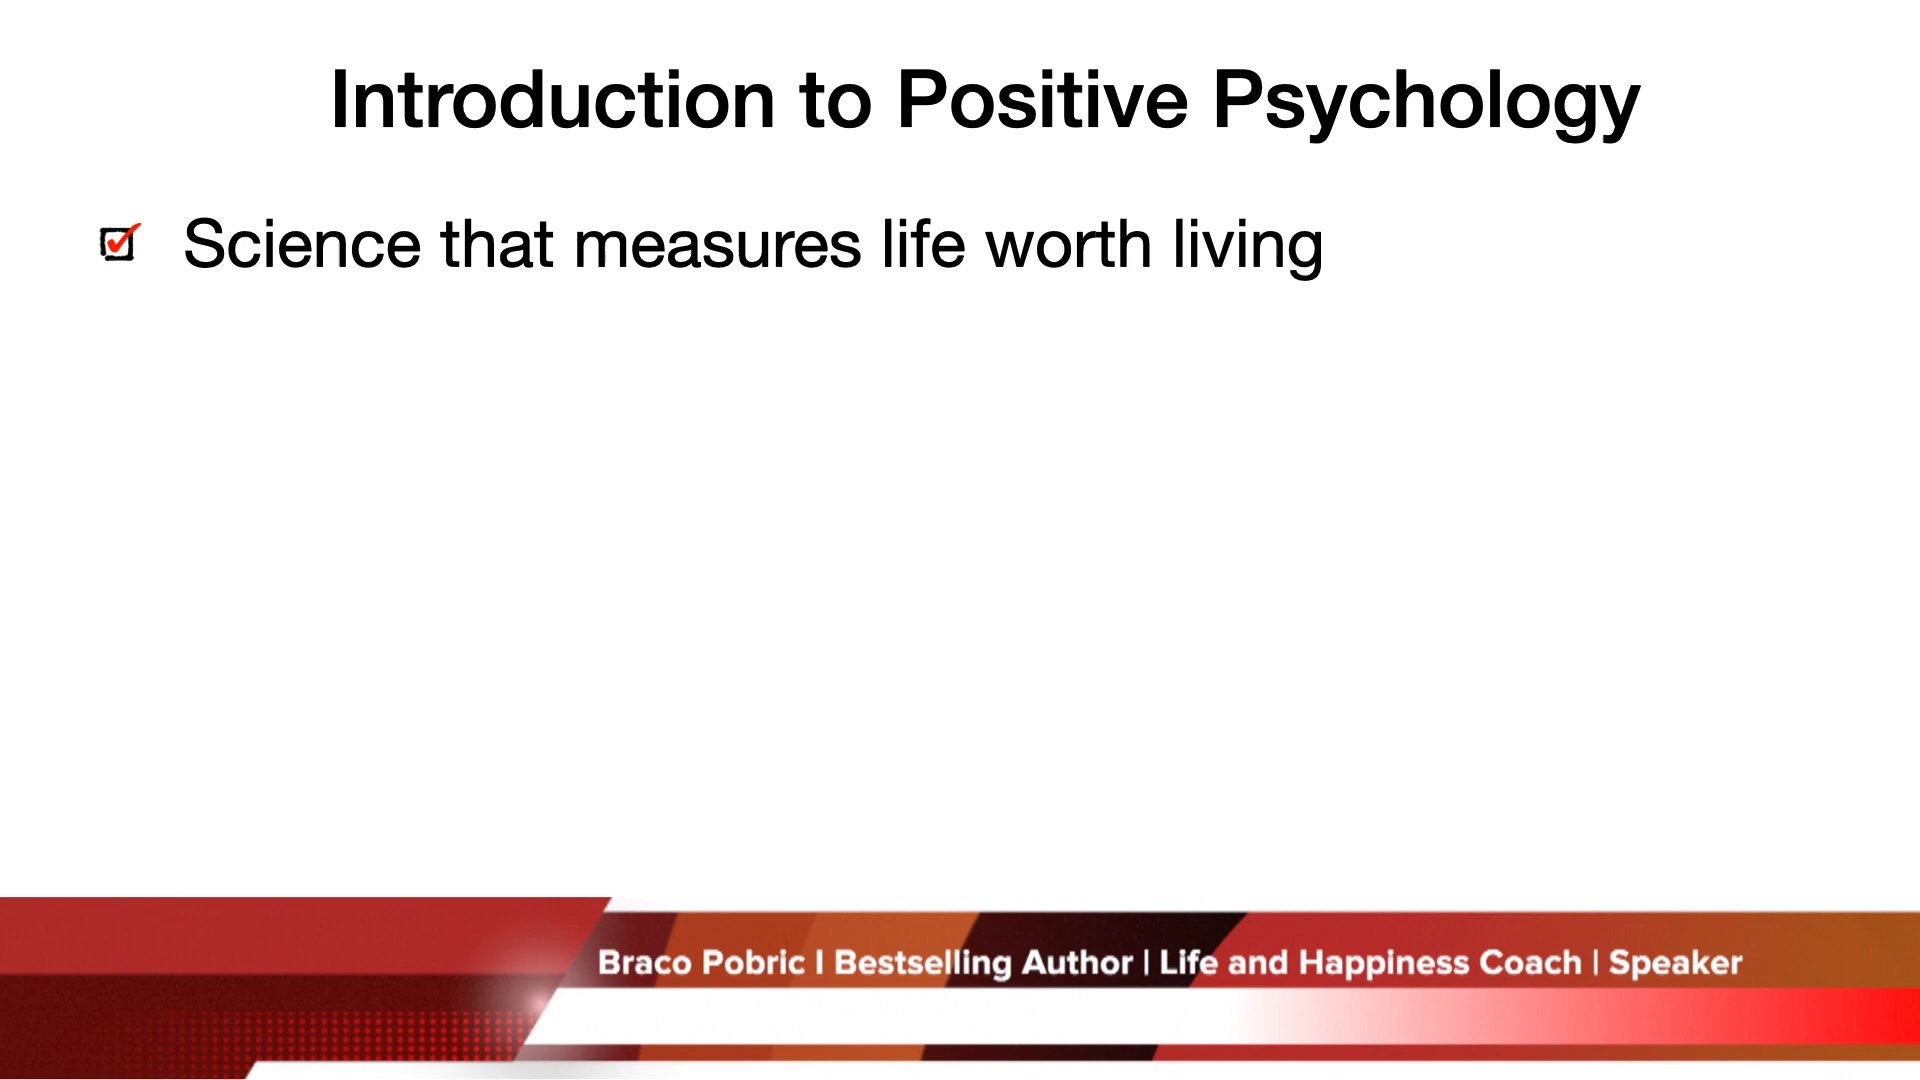 Introduction to Positive Psychology
Science that measures life worth living
Braco Pobric | Bestselling Author | Life and Happiness Coach | Speaker